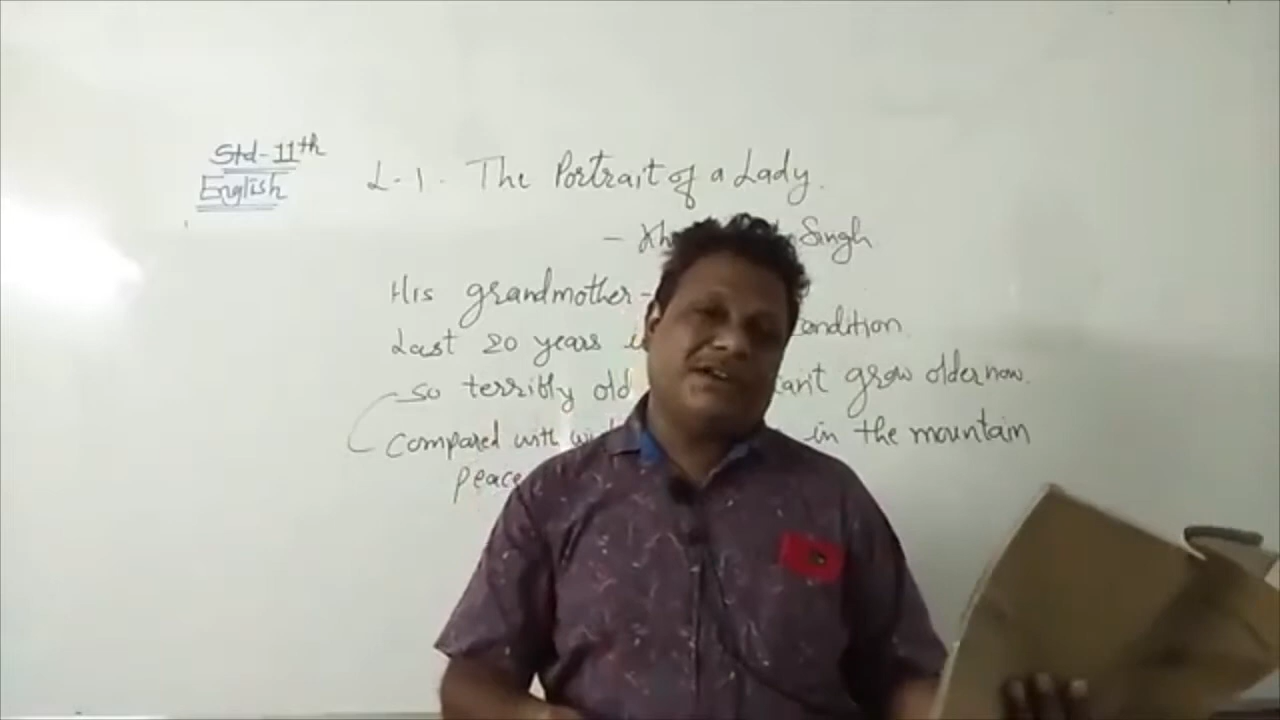 Std-11th
English
L-1. The Portrait of a Lady.
- Singh
His grandmother-
Last 20 years condition
so terribly old can't grow older now.
Compared with in the mountain
peace